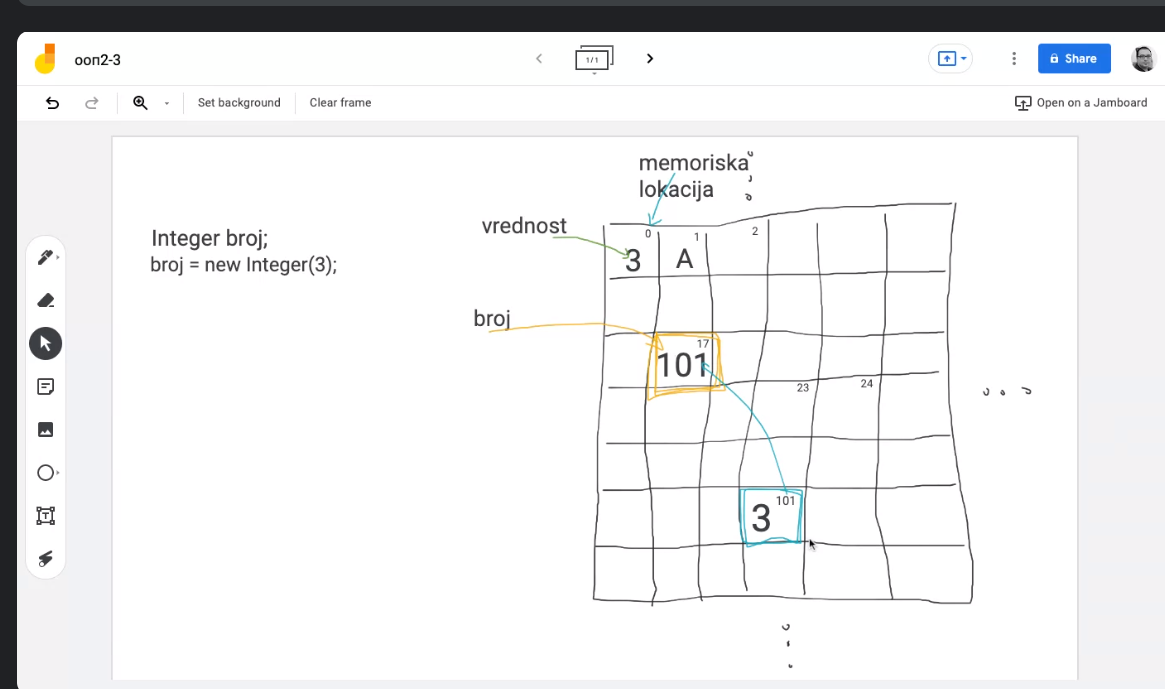 ооп2-3
1/1
Share
Set background
Clear frame
Open on a Jamboard
memoriska
lokacija
vrednost
Integer broj;
broj = new Integer(3);
0
1
2
3
A
broj
17
101
23
24
101
3